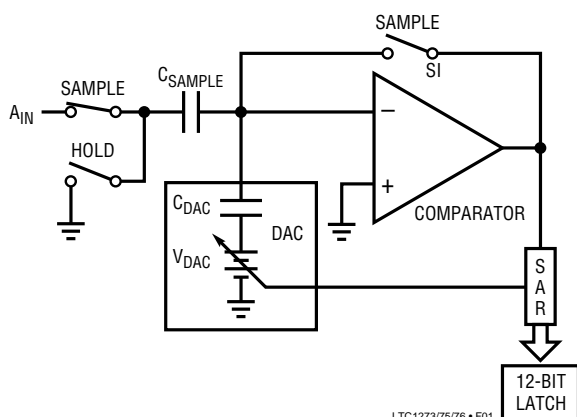 SAMPLE
SI
C_SAMPLE
SAMPLE
A_IN
HOLD
−
+
COMPARATOR
C_DAC
DAC
V_DAC
S
A
R
12-BIT
LATCH
LTC1273/75/76 • F01